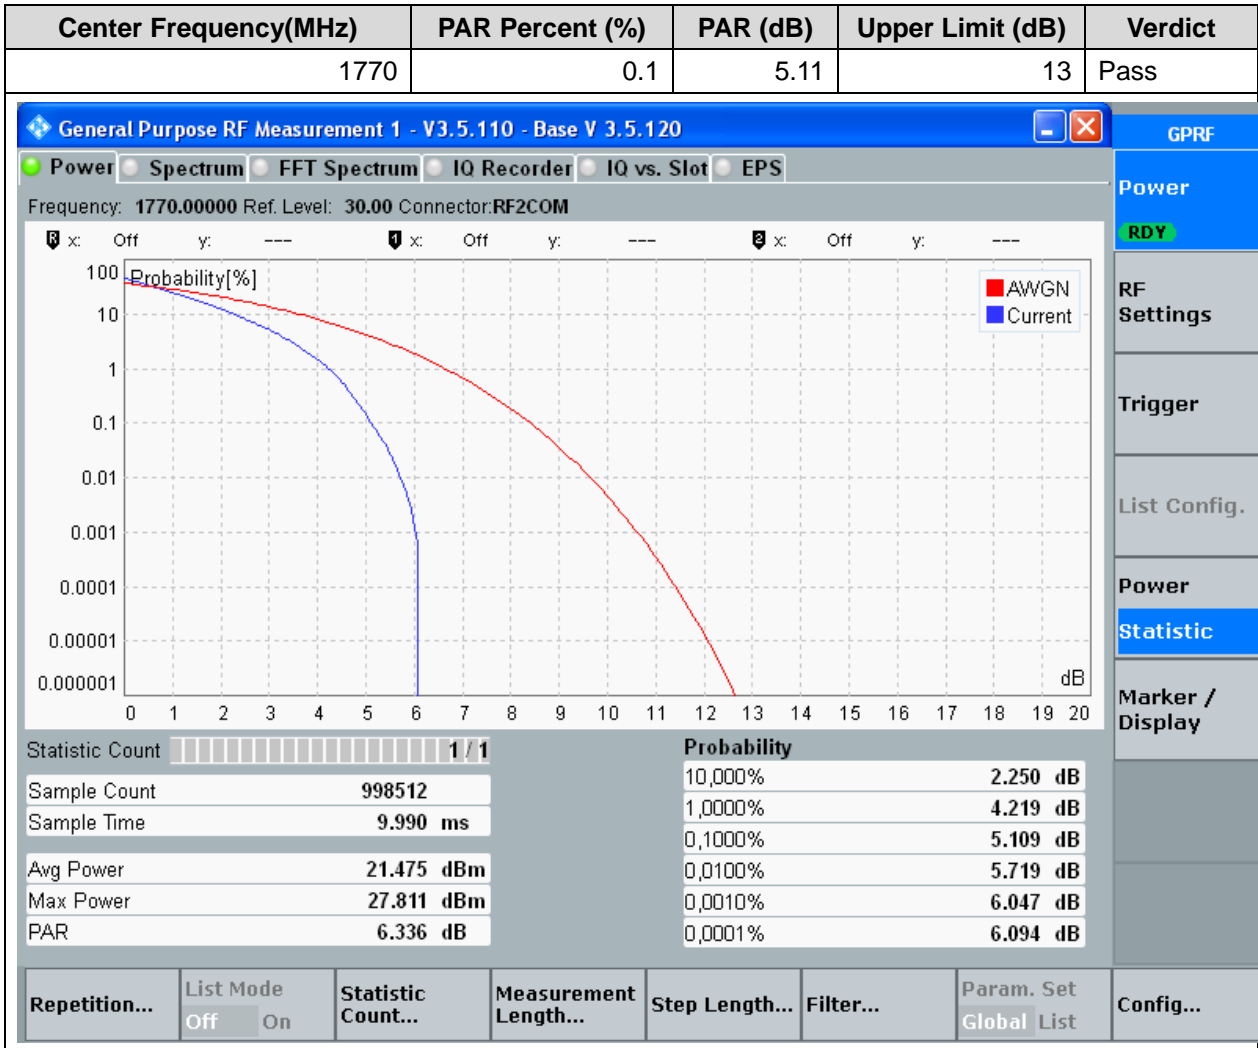 Center Frequency(MHz) PAR Percent (%) PAR (dB) Upper Limit (dB) Verdict
1770 0.1 5.11 13 Pass
General Purpose RF Measurement 1 - V3.5.110 - Base V 3.5.120
GPRF
Power Spectrum FFT Spectrum IQ Recorder IQ vs. Slot EPS
Frequency: 1770.00000 Ref. Level: 30.00 Connector:RF2COM
R x: Off y: --- 1 x: Off y: --- 2 x: Off y: ---
Probability[%]
AWGN
Current
100
10
1
0.1
0.01
0.001
0.0001
0.00001
0.000001
dB
0 1 2 3 4 5 6 7 8 9 10 11 12 13 14 15 16 17 18 19 20
Statistic Count 1 / 1
Sample Count 998512
Sample Time 9.990 ms
Avg Power 21.475 dBm
Max Power 27.811 dBm
PAR 6.336 dB
Probability
10,000% 2.250 dB
1,0000% 4.219 dB
0,1000% 5.109 dB
0,0100% 5.719 dB
0,0010% 6.047 dB
0,0001% 6.094 dB
Power
RDY
RF
Settings
Trigger
List Config.
Power
Statistic
Marker /
Display
Repetition...
List Mode
Off On
Statistic
Count...
Measurement
Length...
Step Length...
Filter...
Param. Set
Global List
Config...